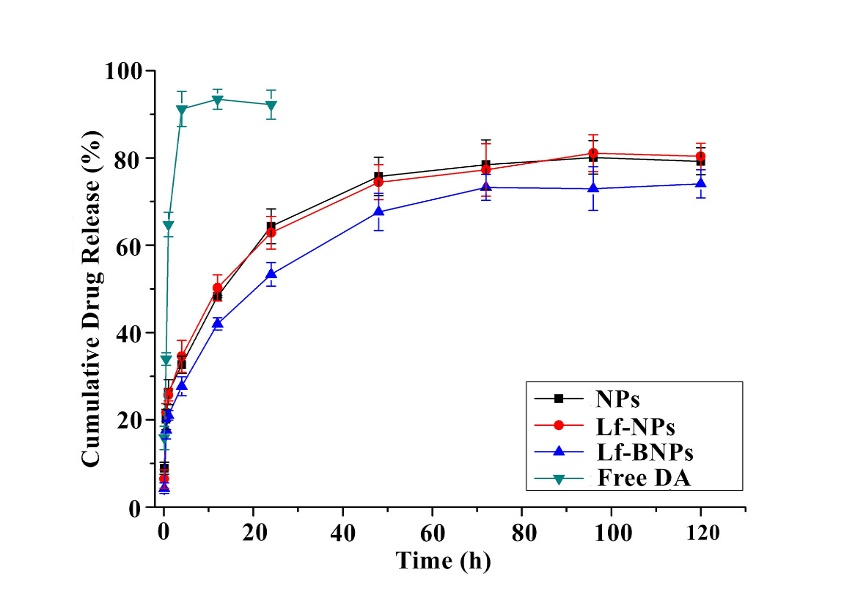 100
80
60
40
20
0
Cumulative Drug Release (%)
0 20 40 60 80 100 120
Time (h)
NPs
Lf-NPs
Lf-BNPs
Free DA